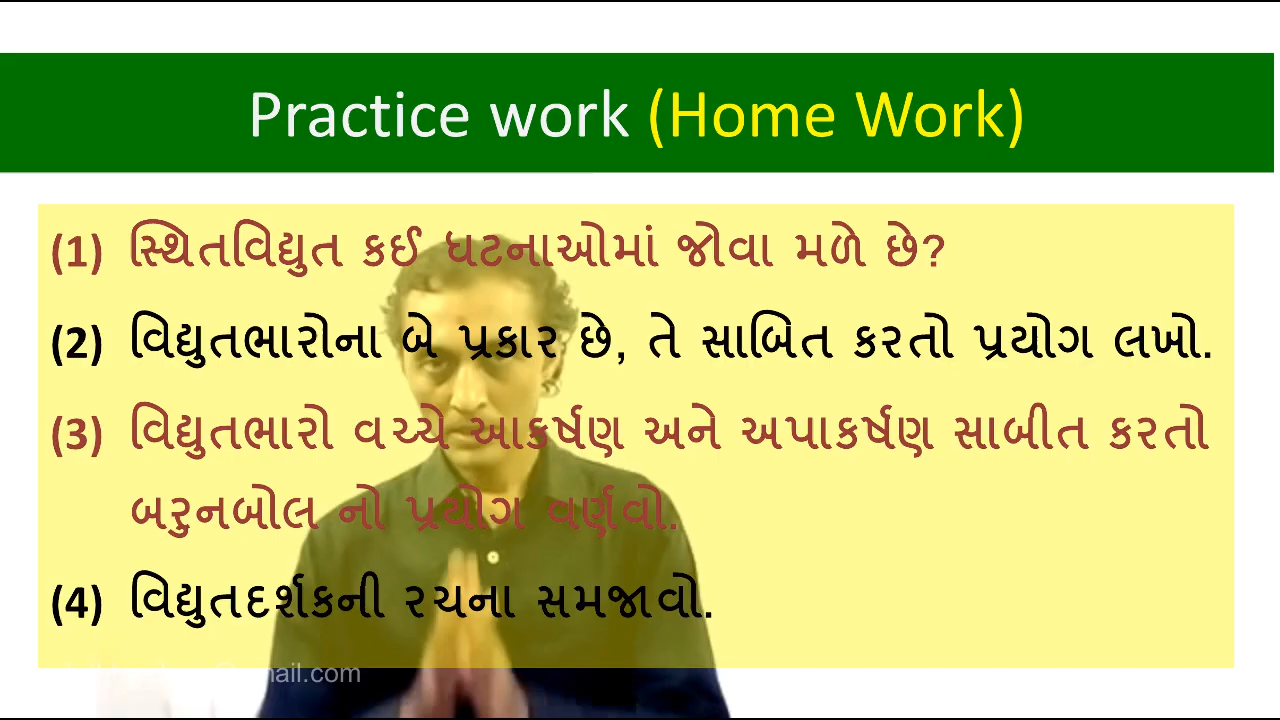 Practice work (Home Work)
(1) સ્થિતવિદ્યુત કઈ ઘટનાઓમાં જોવા મળે છે?
(2) વિદ્યુતભારોના બે પ્રકાર છે, તે સાબિત કરતો પ્રયોગ લખો.
(3) વિદ્યુતભારો વચ્ચે આકર્ષણ અને અપાકર્ષણ સાબીત કરતો
બરુનબોલ નો પ્રયોગ વર્ણવો.
(4) વિદ્યુતદર્શકની રચના સમજાવો.